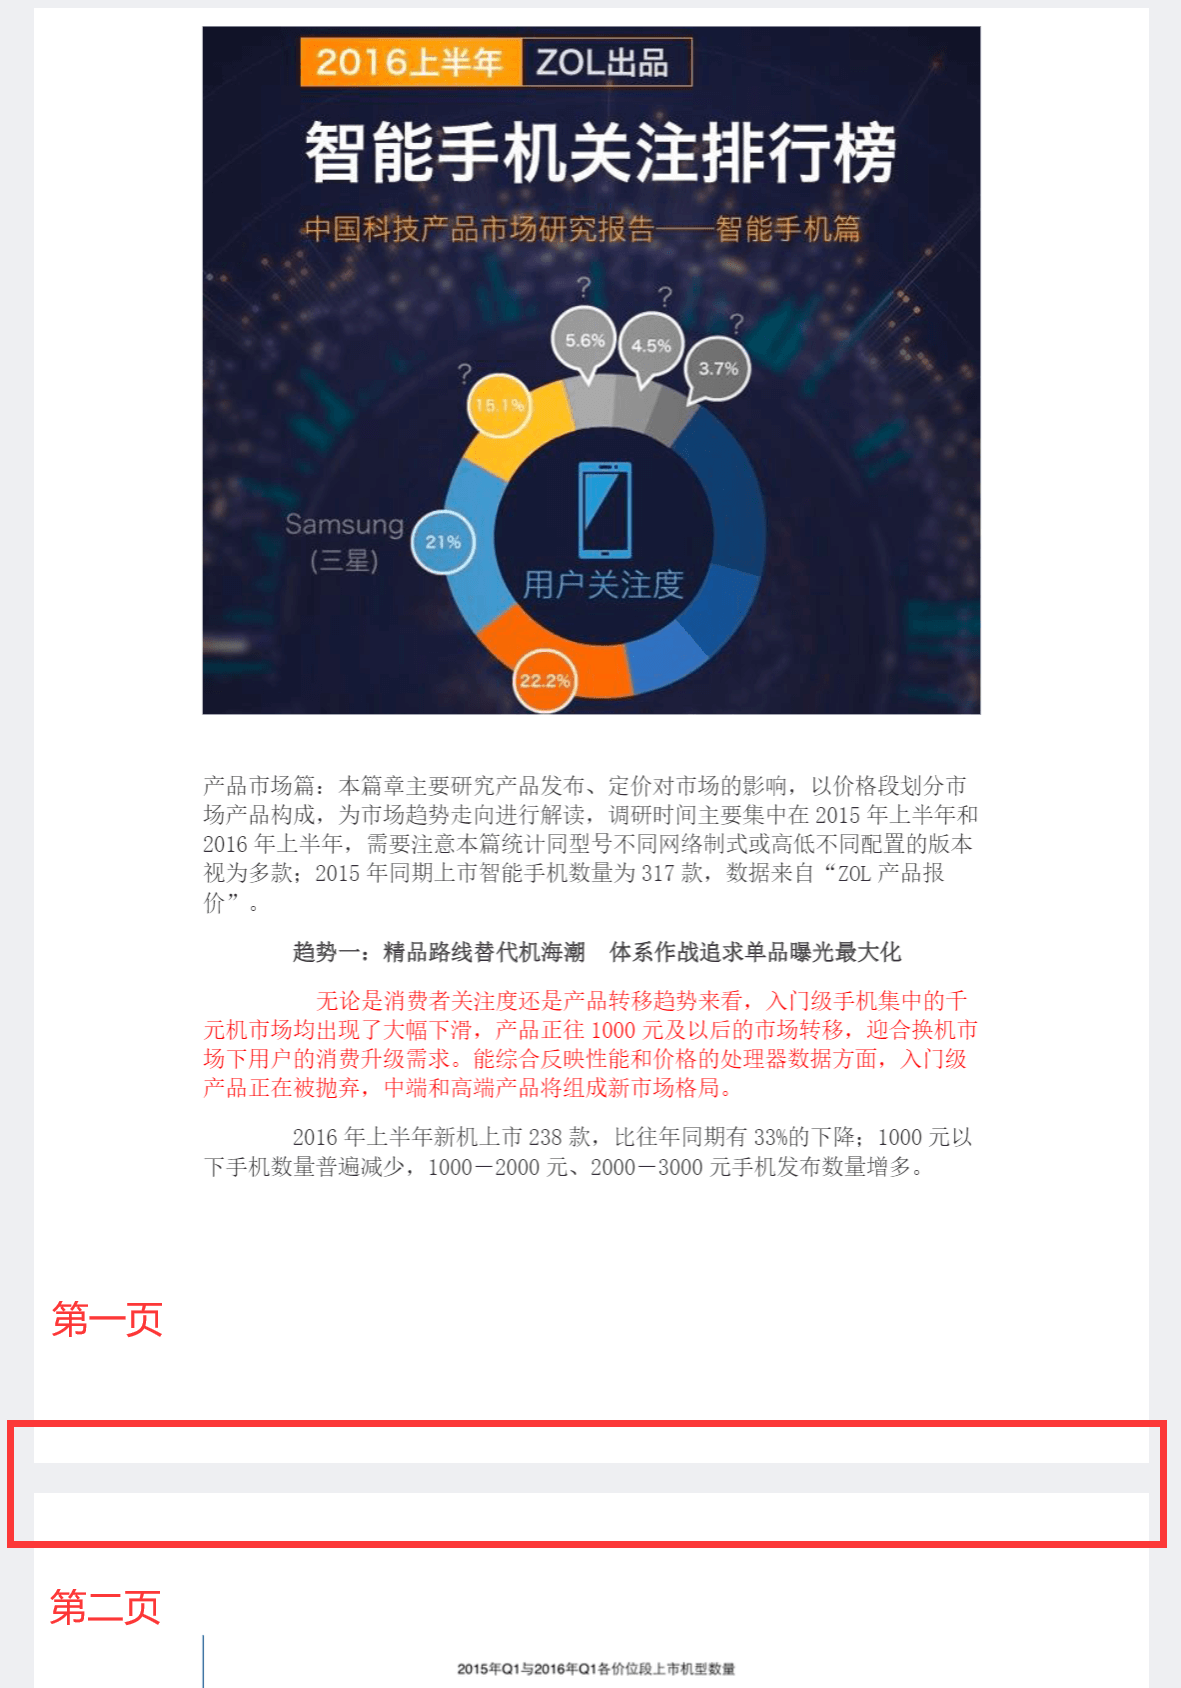 2016上半年 ZOL出品
智能手机关注排行榜
中国科技产品市场研究报告——智能手机篇
?
?
?
5.6%
4.5%
3.7%
?
15.1%
Samsung
(三星)
21%
用户关注度
22.2%
产品市场篇：本篇章主要研究产品发布、定价对市场的影响，以价格段划分市
场产品构成，为市场趋势走向进行解读，调研时间主要集中在 2015 年上半年和
2016 年上半年，需要注意本篇统计同型号不同网络制式或高低不同配置的版本
视为多款；2015 年同期上市智能手机数量为 317 款，数据来自“ZOL 产品报
价”。
趋势一：精品路线替代机海潮　体系作战追求单品曝光最大化
无论是消费者关注度还是产品转移趋势来看，入门级手机集中的千
元机市场均出现了大幅下滑，产品正往 1000 元及以后的市场转移，迎合换机市
场下用户的消费升级需求。能综合反映性能和价格的处理器数据方面，入门级
产品正在被抛弃，中端和高端产品将组成新市场格局。
2016 年上半年新机上市 238 款，比往年同期有 33%的下降；1000 元以
下手机数量普遍减少，1000－2000 元、2000－3000 元手机发布数量增多。
第一页
第二页
2015年Q1与2016年Q1各价位段上市机型数量